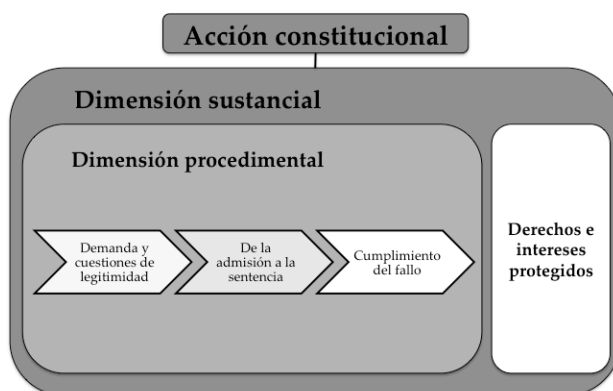 Acción constitucional
Dimensión sustancial
Dimensión procedimental
Demanda y
cuestiones de
legitimidad
De la
admisión a la
sentencia
Cumplimiento
del fallo
Derechos e
intereses
protegidos